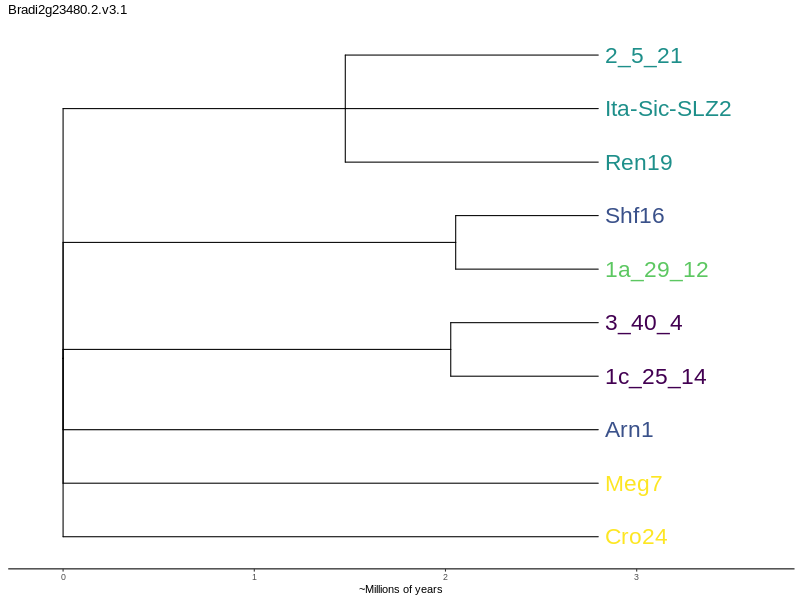 Bradi2g23480.2.v3.1
2_5_21
Ita-Sic-SLZ2
Ren19
Shf16
1a_29_12
3_40_4
1c_25_14
Arn1
Meg7
Cro24
0 1 2 3
~Millions of years